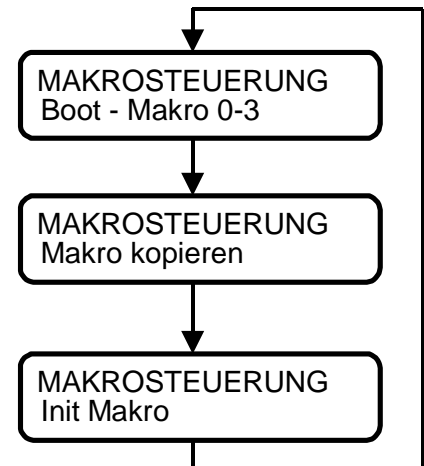 MAKROSTEUERUNG
Boot - Makro 0-3
MAKROSTEUERUNG
Makro kopieren
MAKROSTEUERUNG
Init Makro